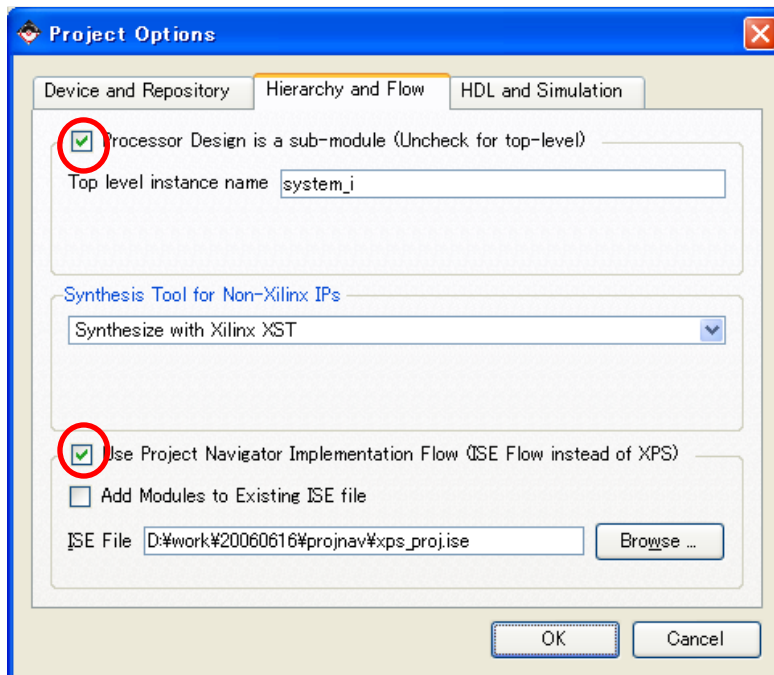 Project Options
Device and Repository Hierarchy and Flow HDL and Simulation
Processor Design is a sub-module (Uncheck for top-level)
Top level instance name system_i
Synthesis Tool for Non-Xilinx IPs
Synthesize with Xilinx XST
Use Project Navigator Implementation Flow (ISE Flow instead of XPS)
Add Modules to Existing ISE file
ISE File D:¥work¥20060616¥projnav¥xps_proj.ise Browse ...
OK Cancel